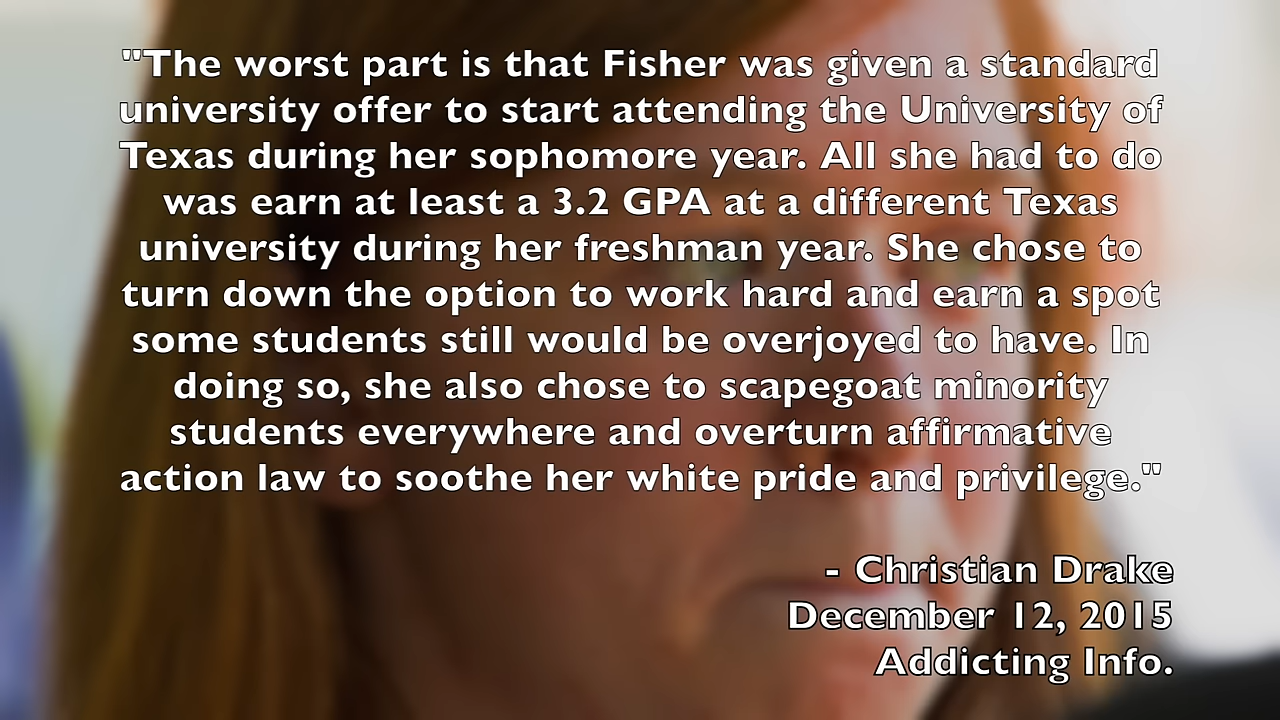 "The worst part is that Fisher was given a standard
university offer to start attending the University of
Texas during her sophomore year. All she had to do
was earn at least a 3.2 GPA at a different Texas
university during her freshman year. She chose to
turn down the option to work hard and earn a spot
some students still would be overjoyed to have. In
doing so, she also chose to scapegoat minority
students everywhere and overturn affirmative
action law to soothe her white pride and privilege."
- Christian Drake
December 12, 2015
Addicting Info.